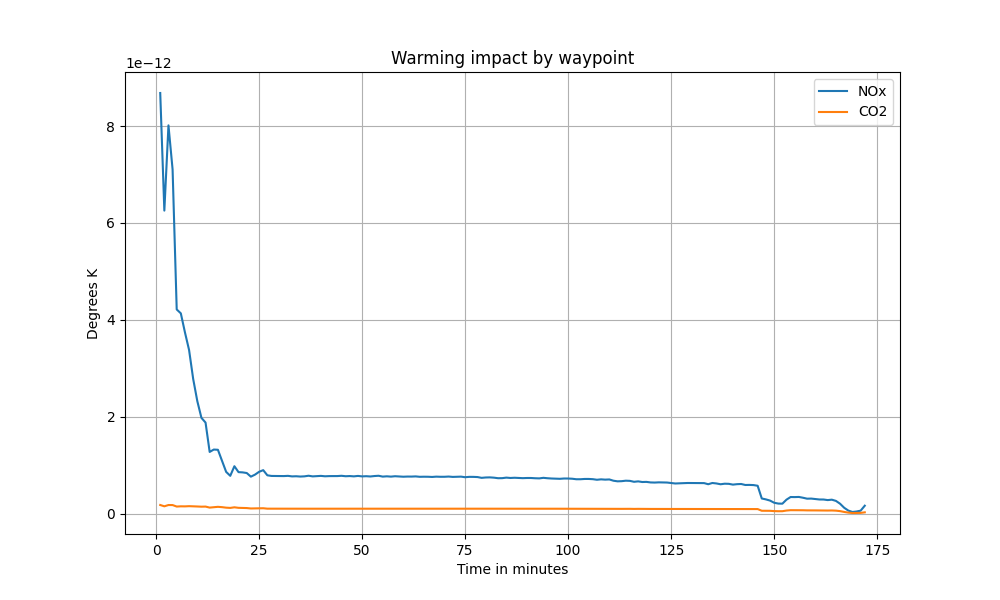 Warming impact by waypoint
1e−12
NOx
CO2
8
6
4
2
0
Degrees K
0 25 50 75 100 125 150 175
Time in minutes